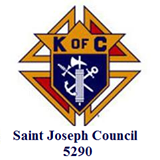 K OF C
Saint Joseph Council
5290